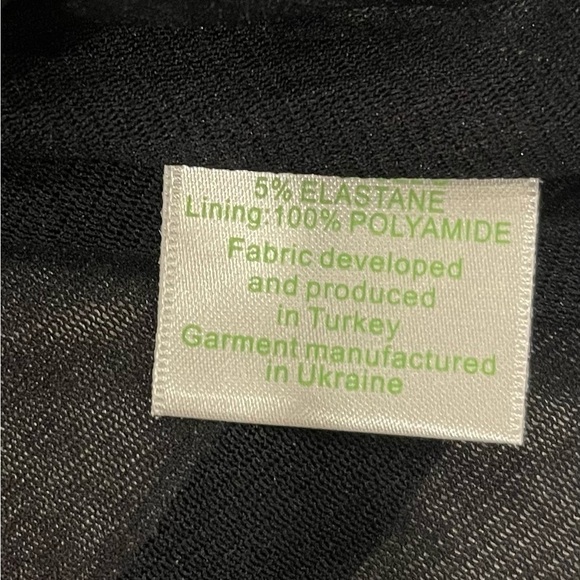 5% ELASTANE
Lining:100% POLYAMIDE
Fabric developed
and produced
in Turkey
Garment manufactured
in Ukraine